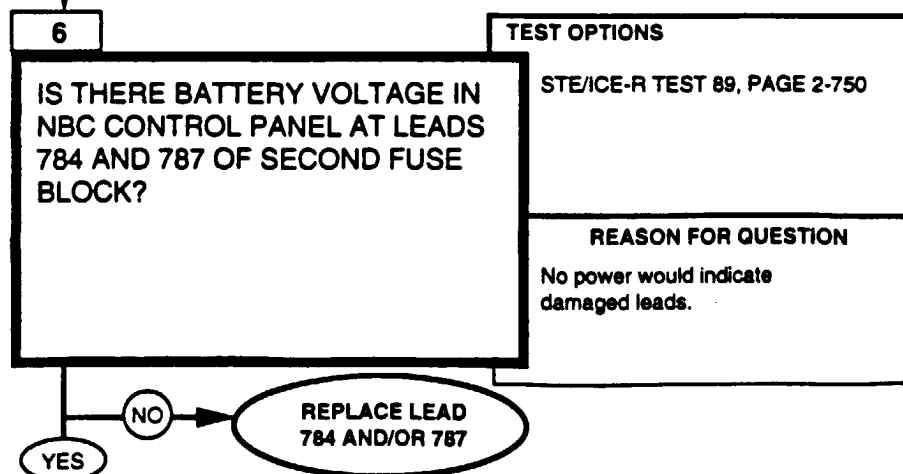 6
IS THERE BATTERY VOLTAGE IN
NBC CONTROL PANEL AT LEADS
784 AND 787 OF SECOND FUSE
BLOCK?
TEST OPTIONS
STE/ICE-R TEST 89, PAGE 2-750
REASON FOR QUESTION
No power would indicate
damaged leads.
NO
REPLACE LEAD
784 AND/OR 787
YES